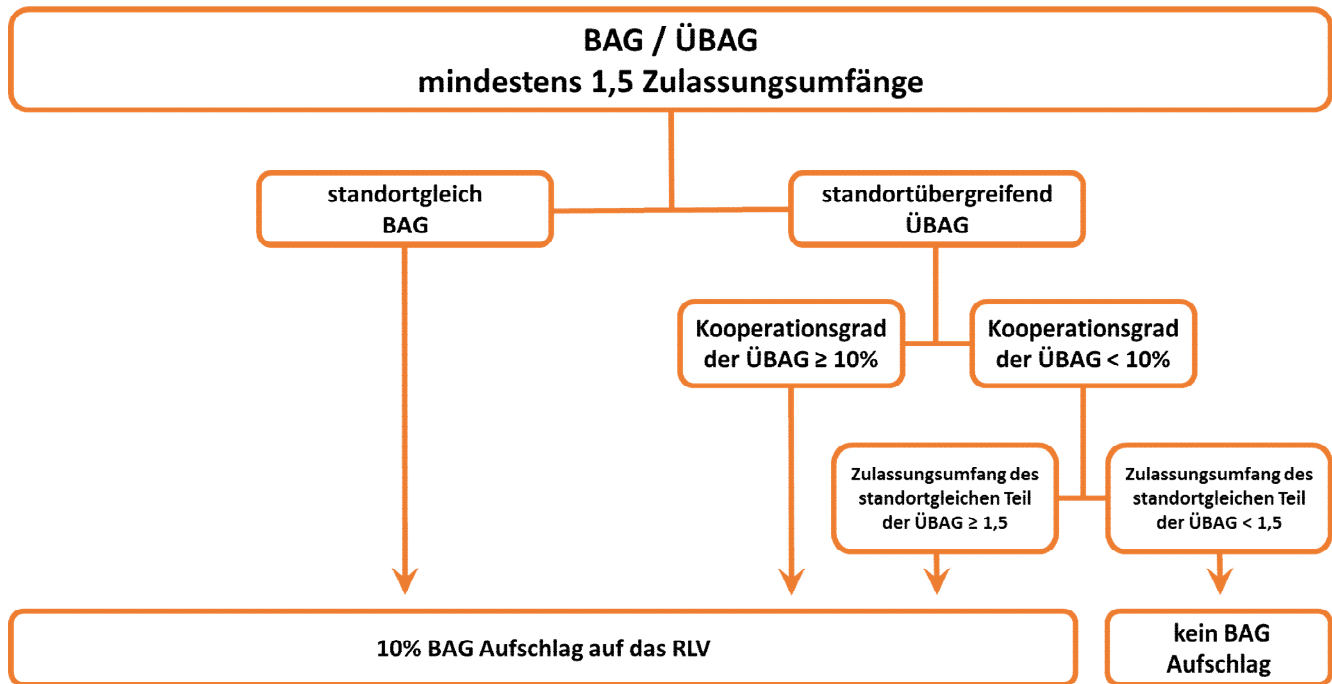 BAG / ÜBAG
mindestens 1,5 Zulassungsumfänge
standortgleich
BAG
standortübergreifend
ÜBAG
Kooperationsgrad
der ÜBAG ≥ 10%
Kooperationsgrad
der ÜBAG < 10%
Zulassungsumfang des
standortgleichen Teil
der ÜBAG ≥ 1,5
Zulassungsumfang des
standortgleichen Teil
der ÜBAG < 1,5
10% BAG Aufschlag auf das RLV
kein BAG
Aufschlag